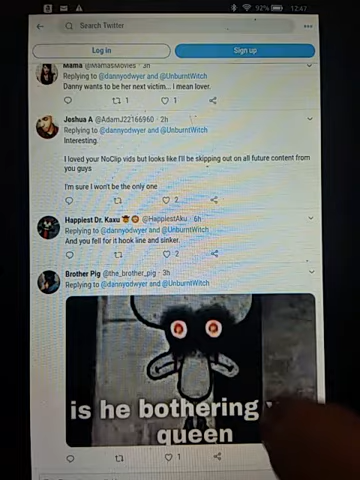 92% 12:47
Search Twitter
Log in
Sign up
Mama @MamasMovies · 3h
Replying to @dannyodwyer and @UnburntWitch
Danny wants to be her next victim... I mean lover.
1 1
Joshua A @AdamJ22166960 · 2h
Replying to @dannyodwyer and @UnburntWitch
Interesting.
I loved your NoClip vids but looks like I'll be skipping out on all future content from
you guys
I'm sure I won't be the only one
2
Happiest Dr. Kaxu @HappiestAku · 6h
Replying to @dannyodwyer and @UnburntWitch
And you fell for it hook line and sinker.
2
Brother Pig @the_brother_pig · 3h
Replying to @dannyodwyer and @UnburntWitch
is he bothering
queen
1